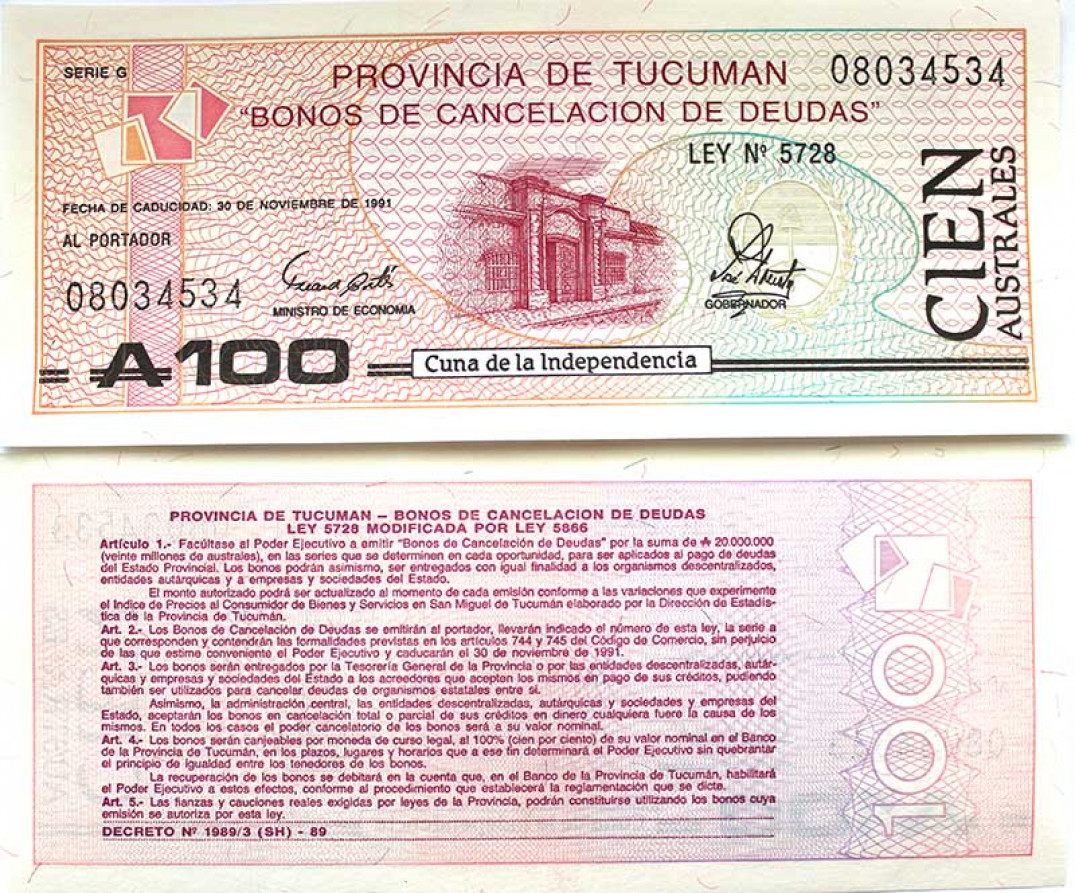 SERIE G
PROVINCIA DE TUCUMAN
08034534
"BONOS DE CANCELACION DE DEUDAS"
LEY Nº 5728
FECHA DE CADUCIDAD: 30 DE NOVIEMBRE DE 1991
AL PORTADOR
08034534
MINISTRO DE ECONOMIA
GOBERNADOR
CIEN
AUSTRALES
₳100
Cuna de la Independencia
PROVINCIA DE TUCUMAN – BONOS DE CANCELACION DE DEUDAS
LEY 5728 MODIFICADA POR LEY 5866
Artículo 1.- Facúltase al Poder Ejecutivo a emitir "Bonos de Cancelación de Deudas" por la suma de ₳ 20.000.000
(veinte millones de australes), en las series que se determinen en cada oportunidad, para ser aplicados al pago de deudas
del Estado Provincial. Los bonos podrán asimismo, ser entregados con igual finalidad a los organismos descentralizados,
entidades autárquicas y a empresas y sociedades del Estado.
El monto autorizado podrá ser actualizado al momento de cada emisión conforme a las variaciones que experimente
el Indice de Precios al Consumidor de Bienes y Servicios en San Miguel de Tucumán elaborado por la Dirección de Estadís-
tica de la Provincia de Tucumán.
Art. 2.- Los Bonos de Cancelación de Deudas se emitirán al portador, llevarán indicado el número de esta ley, la serie a
que corresponden y contendrán las formalidades previstas en los artículos 744 y 745 del Código de Comercio, sin perjuicio
de las que estime conveniente el Poder Ejecutivo y caducarán el 30 de noviembre de 1991.
Art. 3.- Los bonos serán entregados por la Tesorería General de la Provincia o por las entidades descentralizadas, autár-
quicas y empresas y sociedades del Estado a los acreedores que acepten los mismos en pago de sus créditos, pudiendo
también ser utilizados para cancelar deudas de organismos estatales entre sí.
Asimismo, la administración central, las entidades descentralizadas, autárquicas y sociedades y empresas del
Estado, aceptarán los bonos en cancelación total o parcial de sus créditos en dinero cualquiera fuere la causa de los
mismos. En todos los casos el poder cancelatorio de los bonos será a su valor nominal.
Art. 4.- Los bonos serán canjeables por moneda de curso legal, al 100% (cien por ciento) de su valor nominal en el Banco
de la Provincia de Tucumán, en los plazos, lugares y horarios que a ese fin determinará el Poder Ejecutivo sin quebrantar
el principio de igualdad entre los tenedores de los bonos.
La recuperación de los bonos se debitará en la cuenta que, en el Banco de la Provincia de Tucumán, habilitará
el Poder Ejecutivo a estos efectos, conforme al procedimiento que establecerá la reglamentación que se dicte.
Art. 5.- Las fianzas y cauciones reales exigidas por leyes de la Provincia, podrán constituirse utilizando los bonos cuya
emisión se autoriza por esta ley.
DECRETO Nº 1989/3 (SH) - 89
100